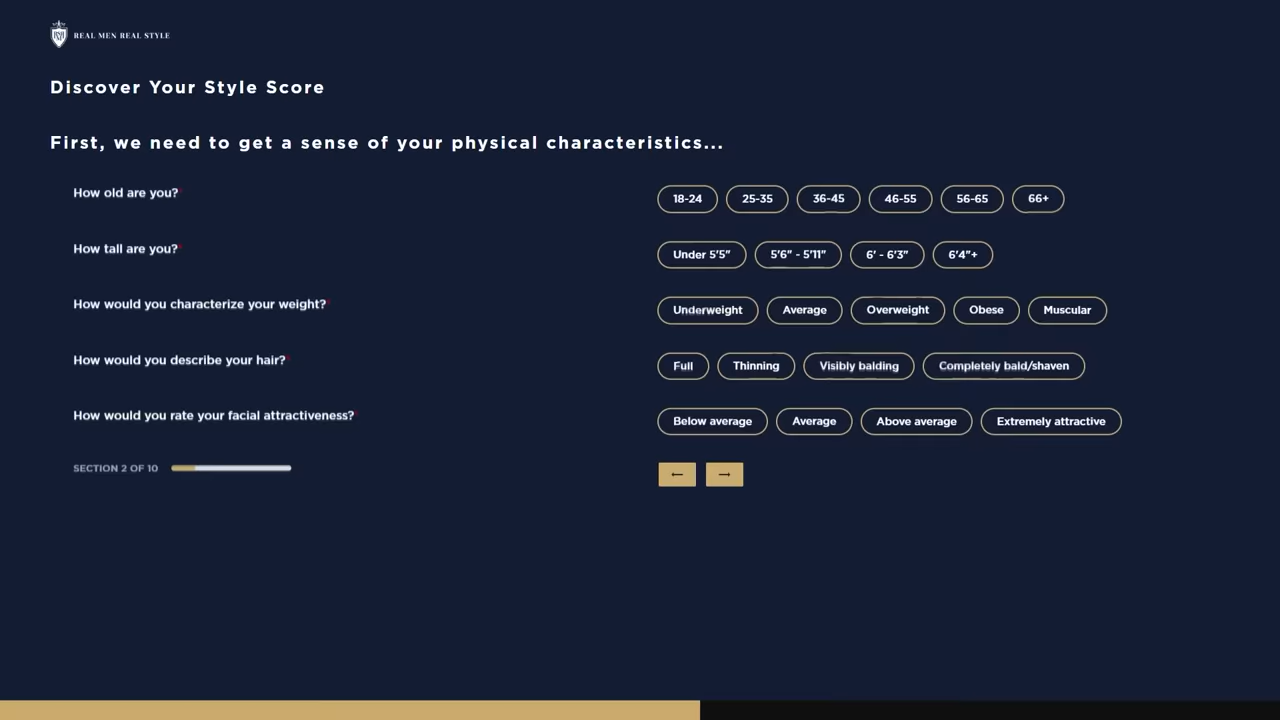 REAL MEN REAL STYLE
Discover Your Style Score
First, we need to get a sense of your physical characteristics...
How old are you?*
18-24 25-35 36-45 46-55 56-65 66+
How tall are you?*
Under 5'5" 5'6" - 5'11" 6' - 6'3" 6'4"+
How would you characterize your weight?*
Underweight Average Overweight Obese Muscular
How would you describe your hair?*
Full Thinning Visibly balding Completely bald/shaven
How would you rate your facial attractiveness?*
Below average Average Above average Extremely attractive
SECTION 2 OF 10
← →